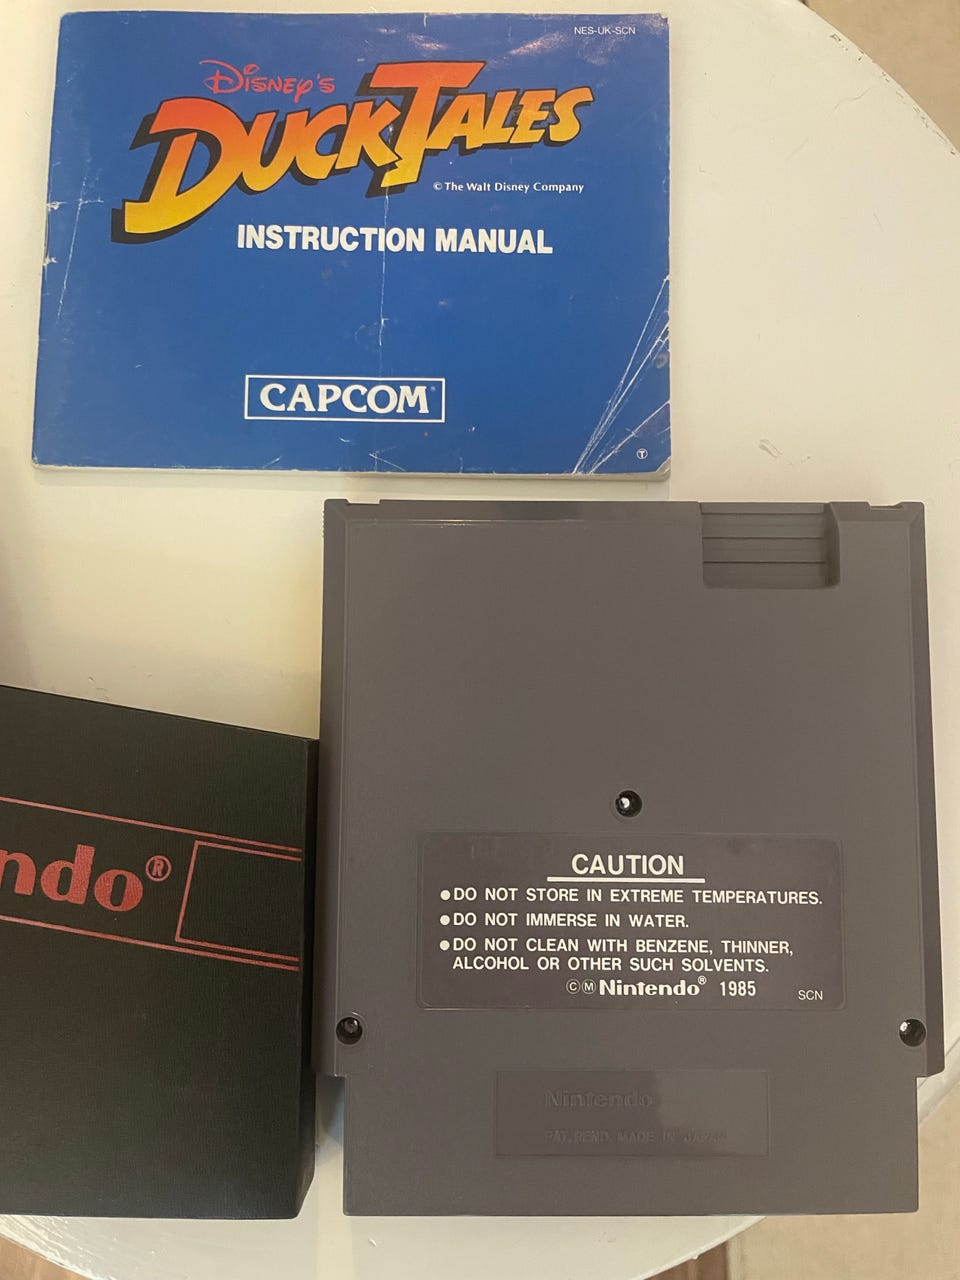 NES-UK-SCN
DISNEY'S
DUCKTALES
© The Walt Disney Company
INSTRUCTION MANUAL
CAPCOM
Ⓣ
ndo®
CAUTION
●DO NOT STORE IN EXTREME TEMPERATURES.
●DO NOT IMMERSE IN WATER.
●DO NOT CLEAN WITH BENZENE, THINNER,
ALCOHOL OR OTHER SUCH SOLVENTS.
ⒸⓂNintendo® 1985
SCN
Nintendo
PAT. PEND. MADE IN JAPAN